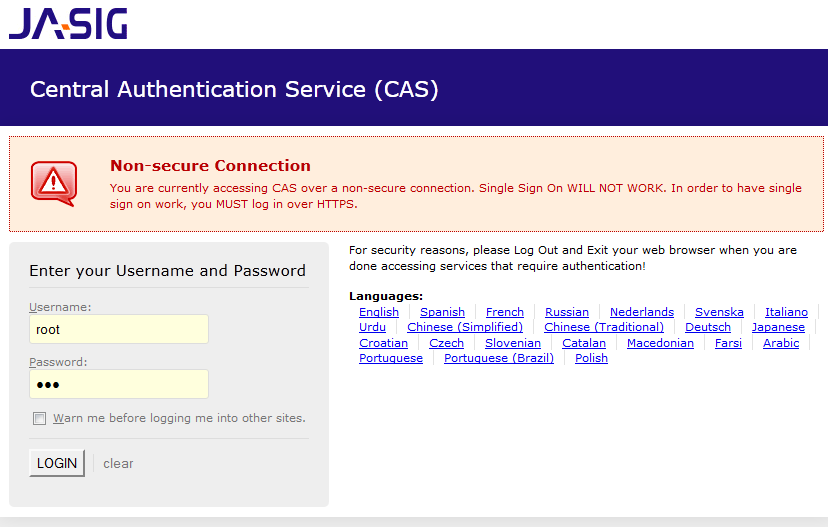 JASIG
Central Authentication Service (CAS)
Non-secure Connection
You are currently accessing CAS over a non-secure connection. Single Sign On WILL NOT WORK. In order to have single
sign on work, you MUST log in over HTTPS.
Enter your Username and Password
Username:
root
Password:
●●●
Warn me before logging me into other sites.
LOGIN clear
For security reasons, please Log Out and Exit your web browser when you are
done accessing services that require authentication!
Languages:
English Spanish French Russian Nederlands Svenska Italiano
Urdu Chinese (Simplified) Chinese (Traditional) Deutsch Japanese
Croatian Czech Slovenian Catalan Macedonian Farsi Arabic
Portuguese Portuguese (Brazil) Polish